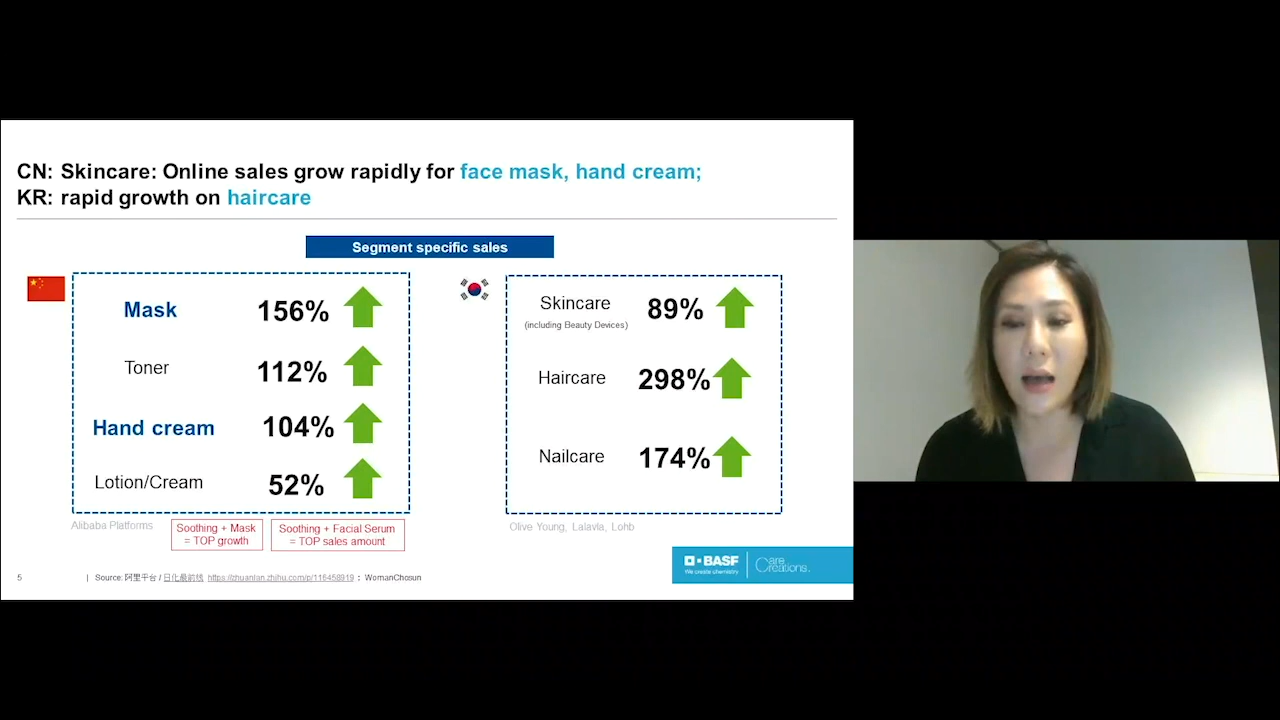 CN: Skincare: Online sales grow rapidly for face mask, hand cream;
KR: rapid growth on haircare
Segment specific sales
Mask 156%
Toner 112%
Hand cream 104%
Lotion/Cream 52%
Alibaba Platforms
Soothing + Mask
= TOP growth
Soothing + Facial Serum
= TOP sales amount
Skincare 89%
(including Beauty Devices)
Haircare 298%
Nailcare 174%
Olive Young, Lalavla, Lohb
5
| Source: 阿里平台 / 日化最前线 https://zhuanlan.zhihu.com/p/115458919 : WomanChosun
BASF
We create chemistry
Care
Creations.